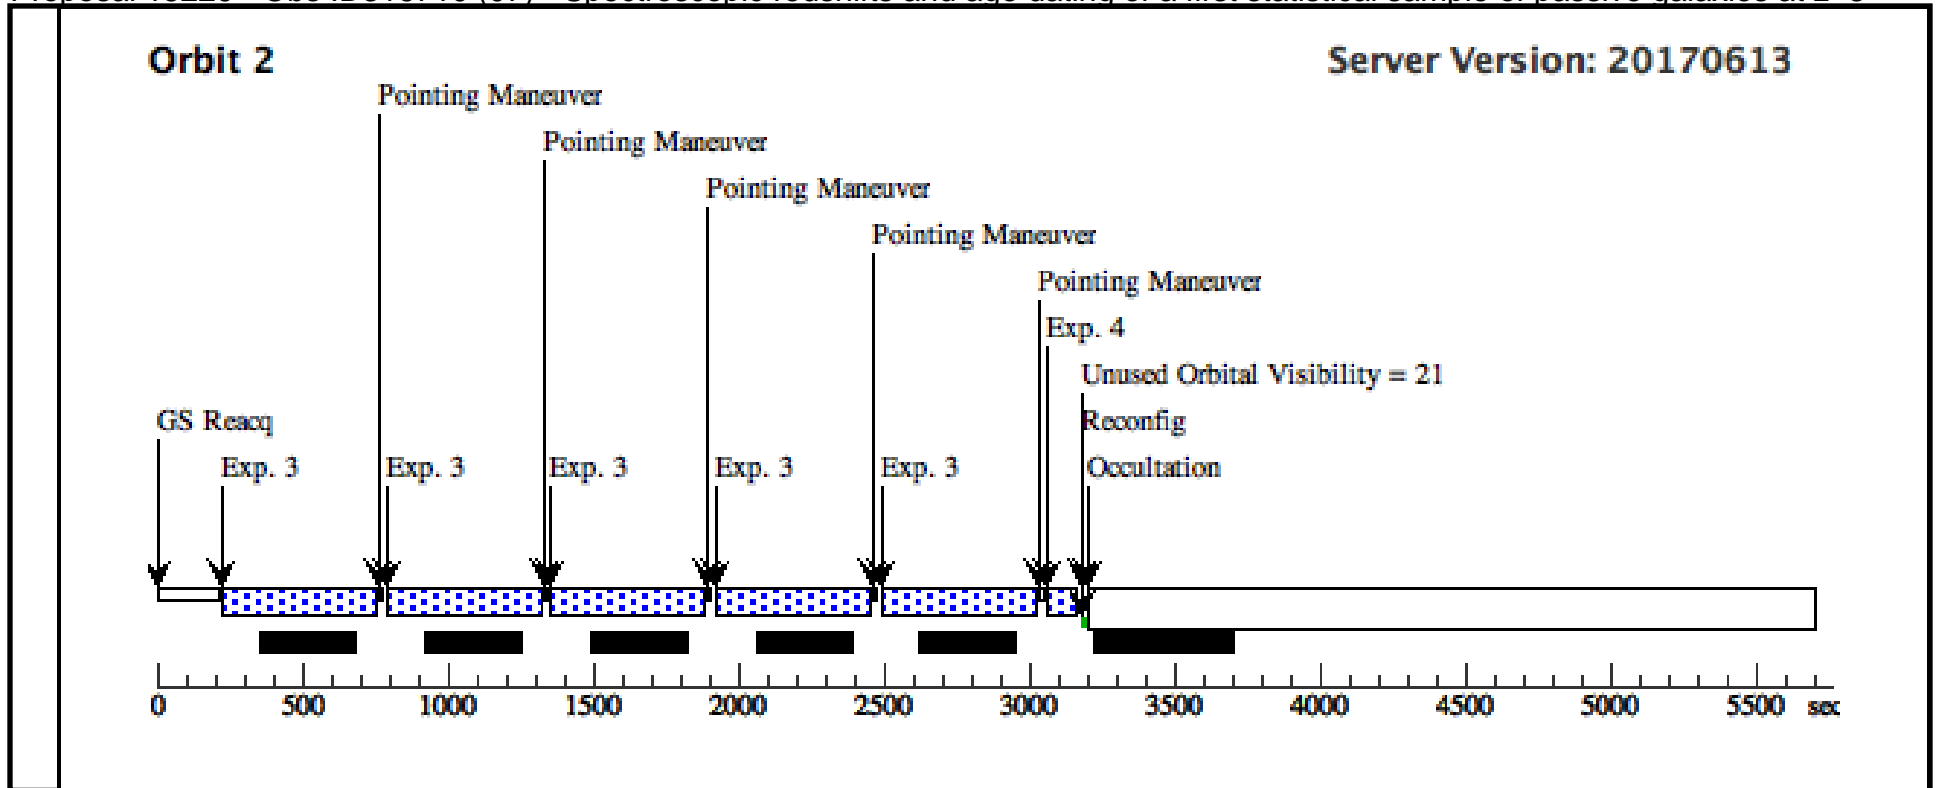 Orbit 2
Server Version: 20170613
Pointing Maneuver
Pointing Maneuver
Pointing Maneuver
Pointing Maneuver
Pointing Maneuver
Exp. 4
Unused Orbital Visibility = 21
GS Reacq
Reconfig
Exp. 3 Exp. 3 Exp. 3 Exp. 3 Exp. 3 Occultation
0 500 1000 1500 2000 2500 3000 3500 4000 4500 5000 5500 sec